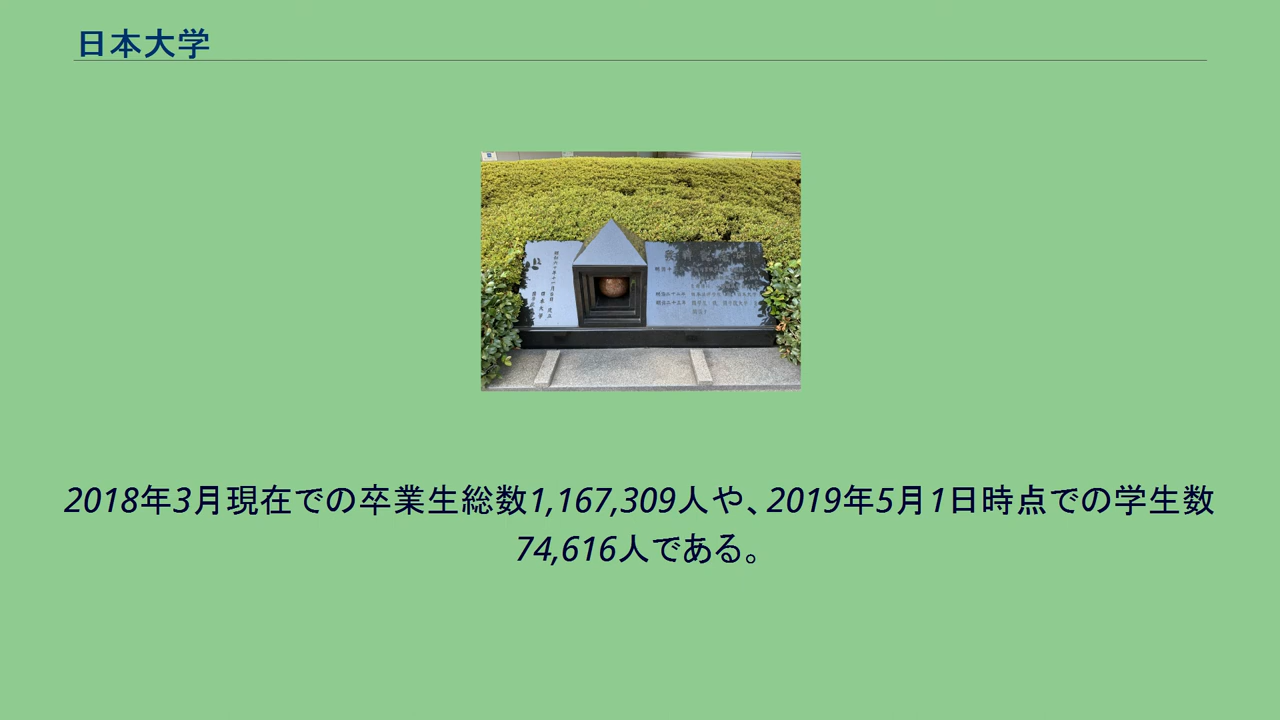 日本大学
2018年3月現在での卒業生総数1,167,309人や、2019年5月1日時点での学生数
74,616人である。